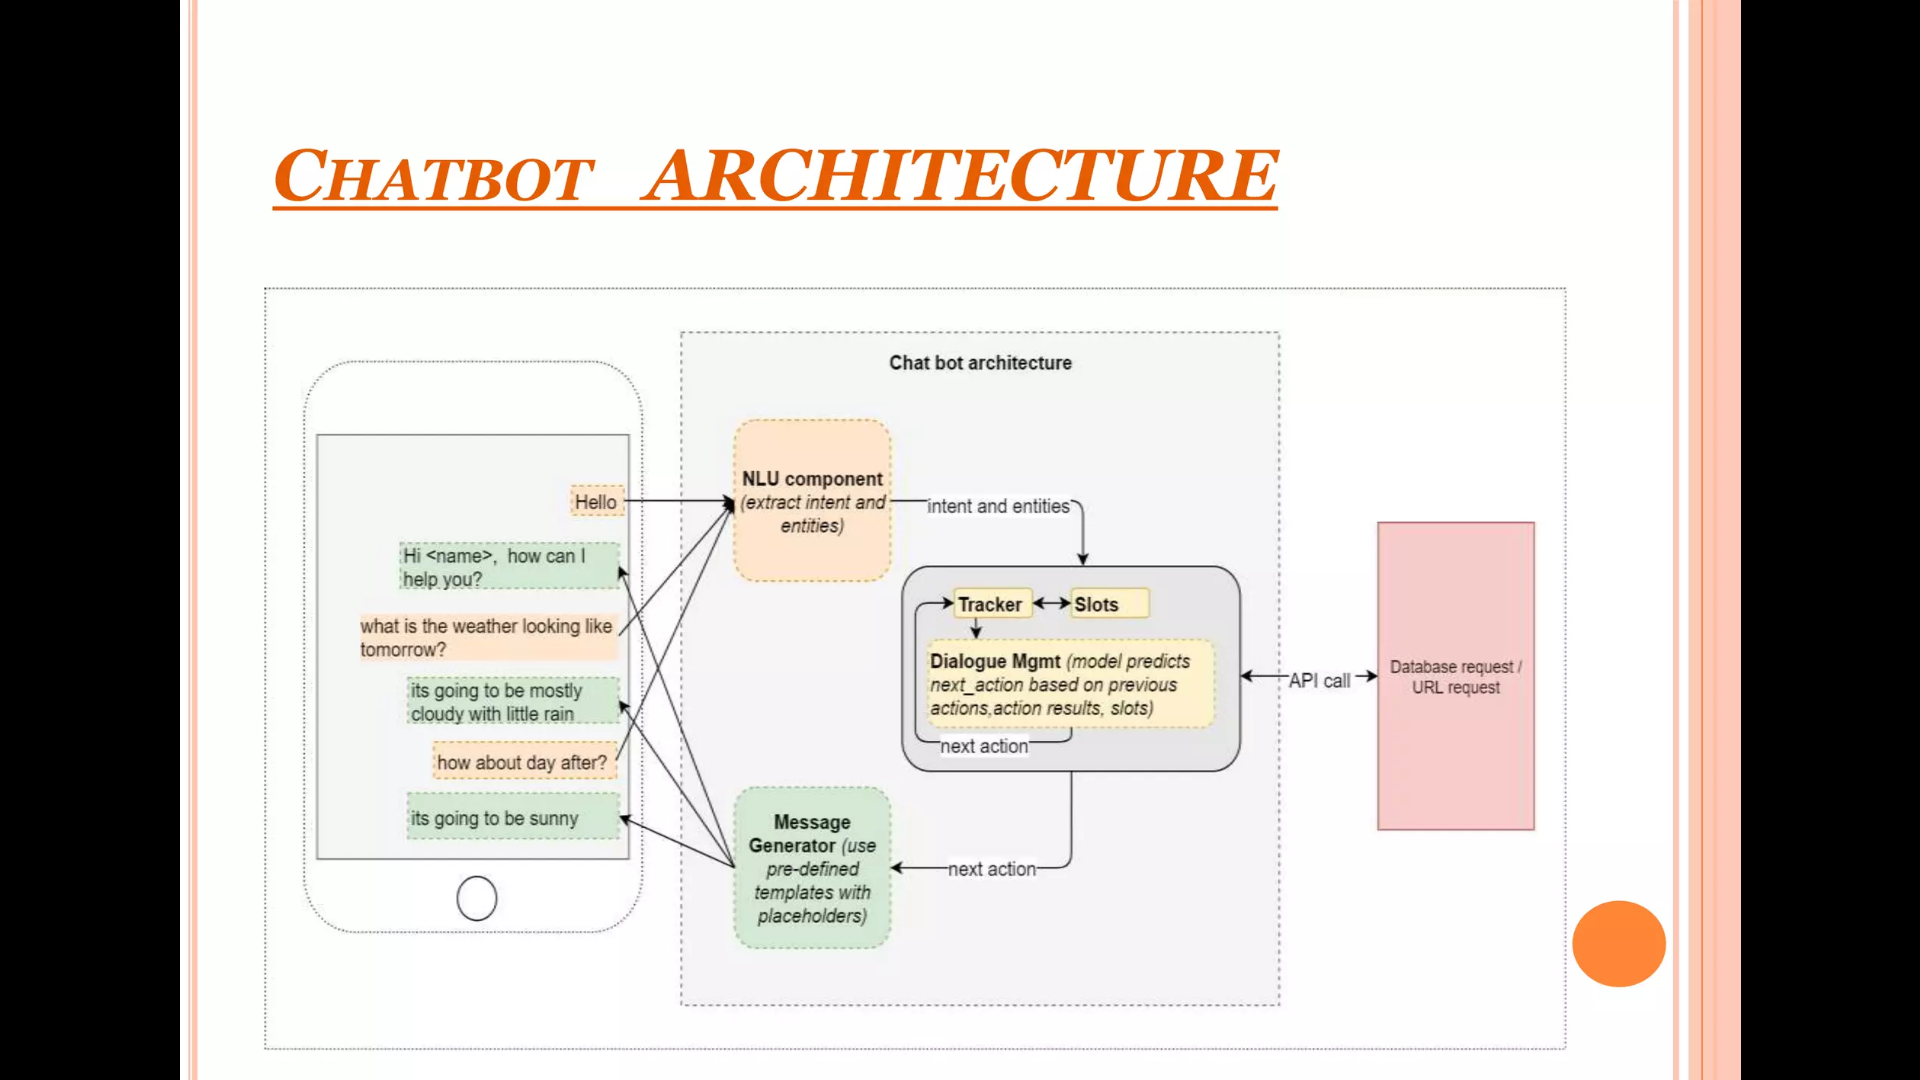 CHATBOT ARCHITECTURE
Chat bot architecture
Hello
Hi <name>, how can I
help you?
what is the weather looking like
tomorrow?
its going to be mostly
cloudy with little rain
how about day after?
its going to be sunny
NLU component
(extract intent and
entities)
intent and entities
Tracker
Slots
Dialogue Mgmt (model predicts
next_action based on previous
actions,action results, slots)
next action
API call
Database request /
URL request
Message
Generator (use
pre-defined
templates with
placeholders)
next action